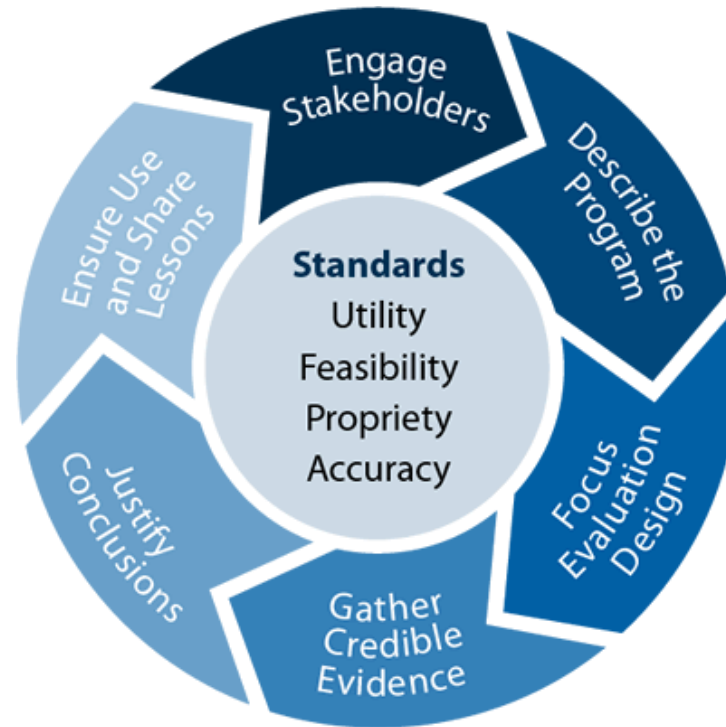 Engage
Stakeholders
Describe the
Program
Focus
Evaluation
Design
Gather
Credible
Evidence
Justify
Conclusions
Ensure Use
and Share
Lessons
Standards
Utility
Feasibility
Propriety
Accuracy